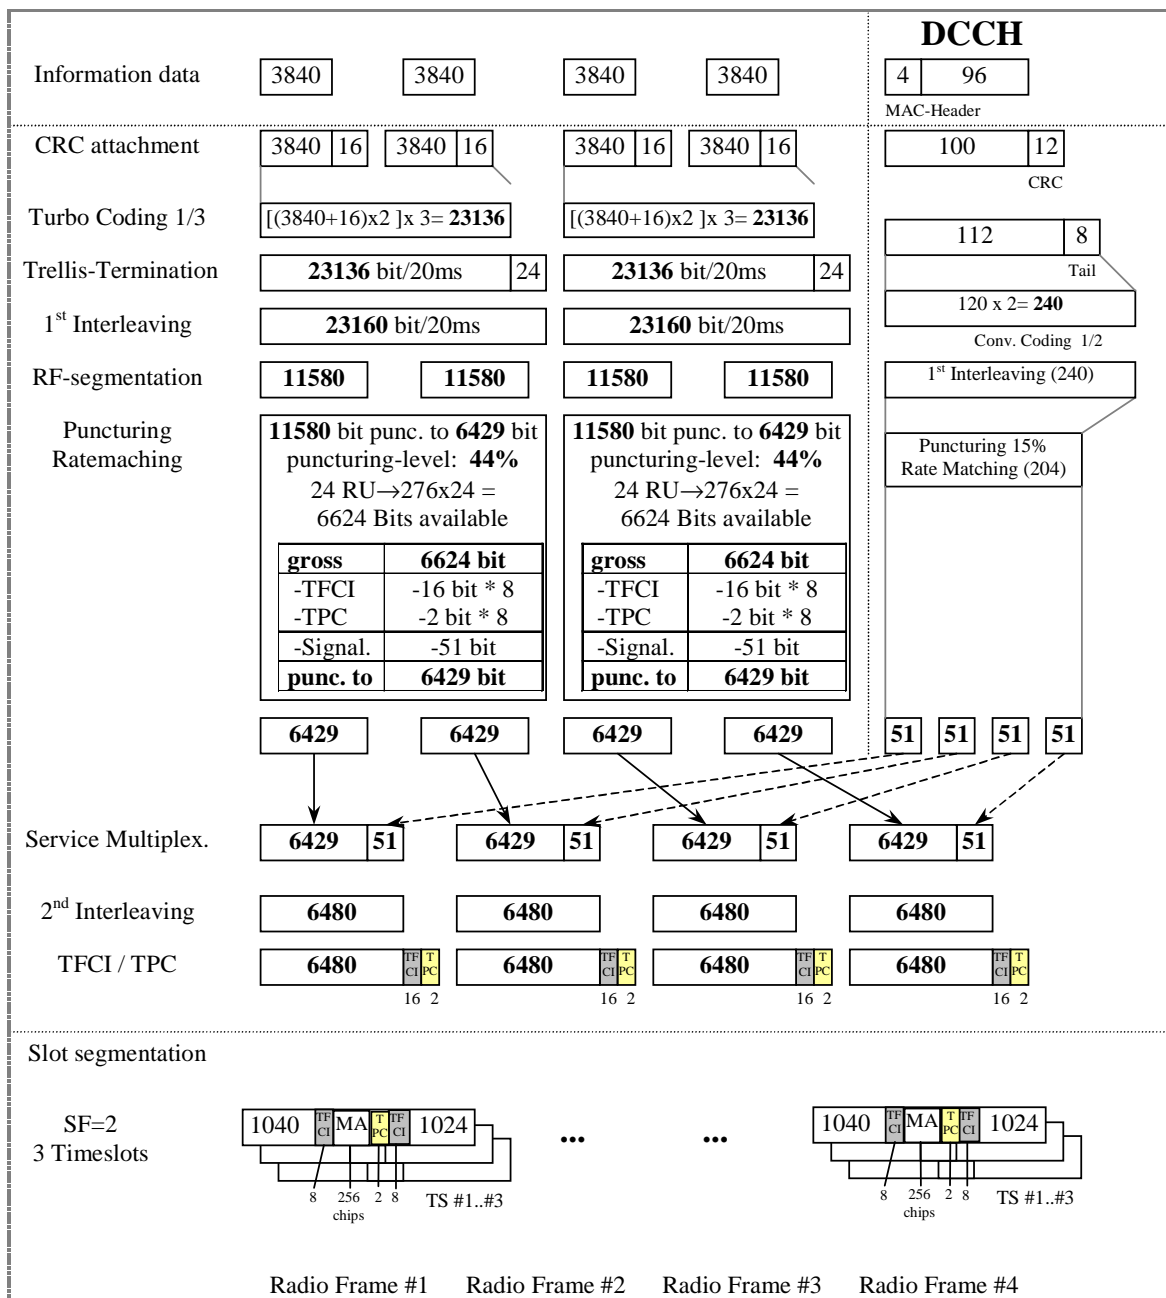 DCCH
Information data 3840 3840 3840 3840 4 96
MAC-Header
CRC attachment 3840 16 3840 16 3840 16 3840 16 100 12
CRC
Turbo Coding 1/3 [(3840+16)x2 ]x 3= 23136 [(3840+16)x2 ]x 3= 23136
112 8
Trellis-Termination 23136 bit/20ms 24 23136 bit/20ms 24
Tail
120 x 2= 240
1st Interleaving 23160 bit/20ms 23160 bit/20ms
Conv. Coding 1/2
RF-segmentation 11580 11580 11580 11580 1st Interleaving (240)
Puncturing
Ratemaching
11580 bit punc. to 6429 bit
puncturing-level: 44%
24 RU→276x24 =
6624 Bits available
gross 6624 bit
-TFCI -16 bit * 8
-TPC -2 bit * 8
-Signal. -51 bit
punc. to 6429 bit
11580 bit punc. to 6429 bit
puncturing-level: 44%
24 RU→276x24 =
6624 Bits available
gross 6624 bit
-TFCI -16 bit * 8
-TPC -2 bit * 8
-Signal. -51 bit
punc. to 6429 bit
Puncturing 15%
Rate Matching (204)
6429 6429 6429 6429 51 51 51 51
Service Multiplex. 6429 51 6429 51 6429 51 6429 51
2nd Interleaving 6480 6480 6480 6480
TFCI / TPC 6480 TF CI T PC 6480 TF CI T PC 6480 TF CI T PC 6480 TF CI T PC
16 2 16 2 16 2 16 2
Slot segmentation
SF=2
3 Timeslots
1040 TF CI MA T PC TF CI 1024 ... ... 1040 TF CI MA T PC TF CI 1024
8 256 2 8 TS #1..#3 8 256 2 8 TS #1..#3
chips chips
Radio Frame #1 Radio Frame #2 Radio Frame #3 Radio Frame #4